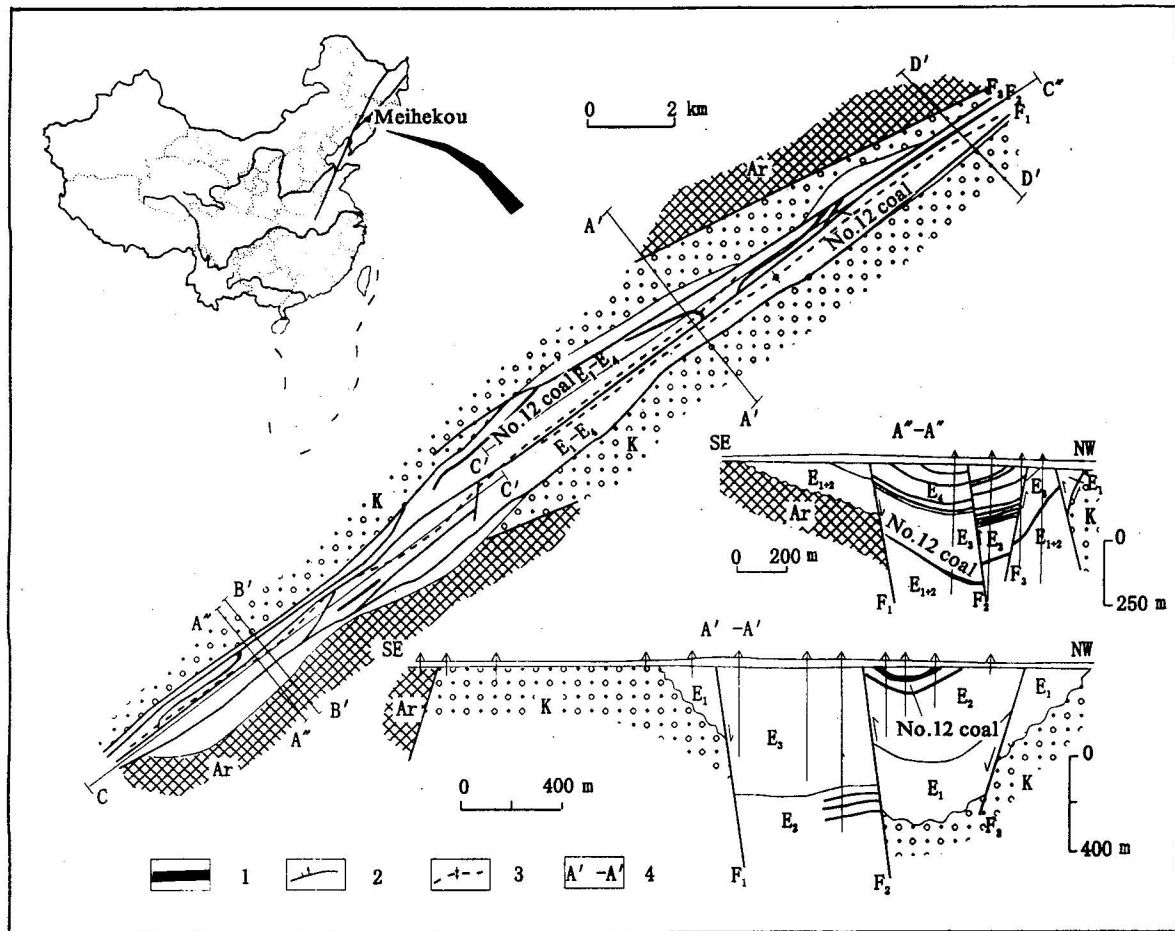 Meihekou
0 2 km
D′
F₃ F₂ F₁
C″
Ar
D′
No.12 coal
A′
E₁-E₄
No.12 coal
C′
A′
E₁-E₄
C′
K
K
B′
A″
B′
A″
Ar
C
A″-A″
SE
NW
E₁₊₂
E₄
E₃
E₁
Ar
No.12 coal
E₃
E₂
E₁₊₂
K
0
0 200 m
E₁₊₂
F₁
F₂
F₃
250 m
A′ -A′
SE
NW
Ar
K
E₁
E₃
E₂
E₁
No.12 coal
0
E₂
E₁
K
F₃
0 400 m
400 m
F₁
F₂
1
2
3
A′ -A′ 4